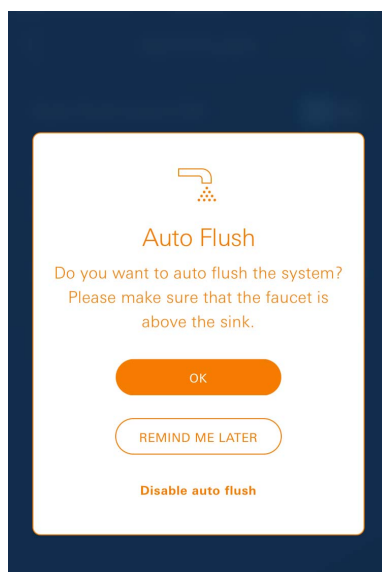 Auto Flush
Do you want to auto flush the system?
Please make sure that the faucet is
above the sink.
OK
REMIND ME LATER
Disable auto flush